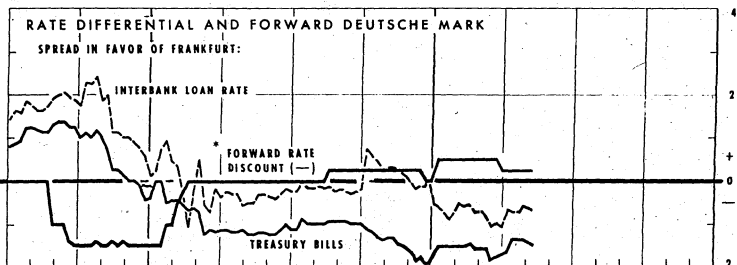 RATE DIFFERENTIAL AND FORWARD DEUTSCHE MARK
4
SPREAD IN FAVOR OF FRANKFURT:
INTERBANK LOAN RATE
2
* FORWARD RATE
DISCOUNT (—)
+
0
—
TREASURY BILLS
2